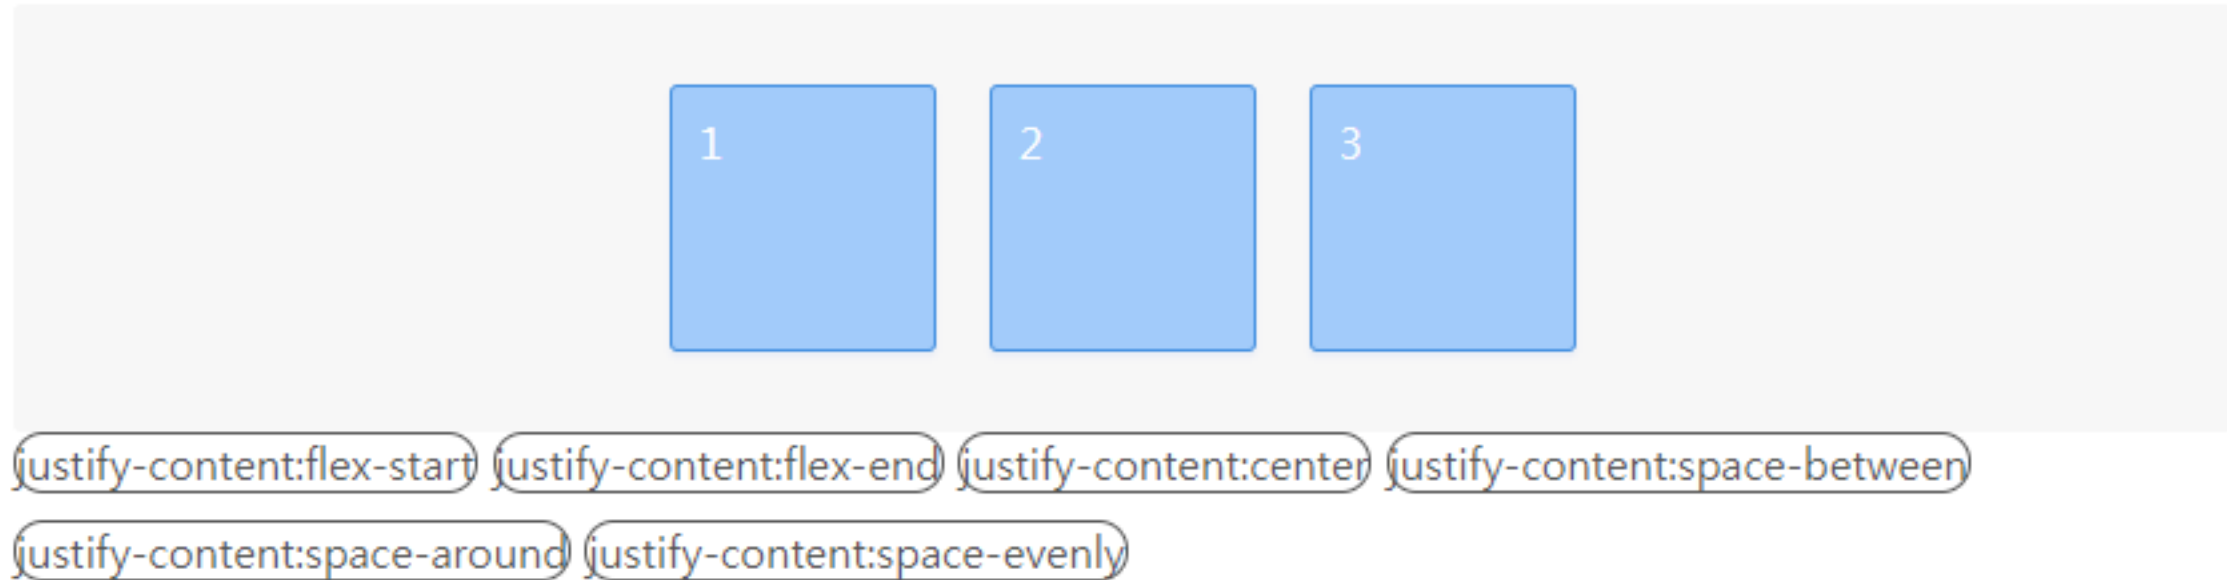 1 2 3
justify-content:flex-start justify-content:flex-end justify-content:center justify-content:space-between
justify-content:space-around justify-content:space-evenly